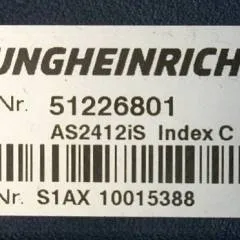 UNGHEINRICH
Nr. 51226801
AS2412iS Index C
Nr. S1AX 10015388